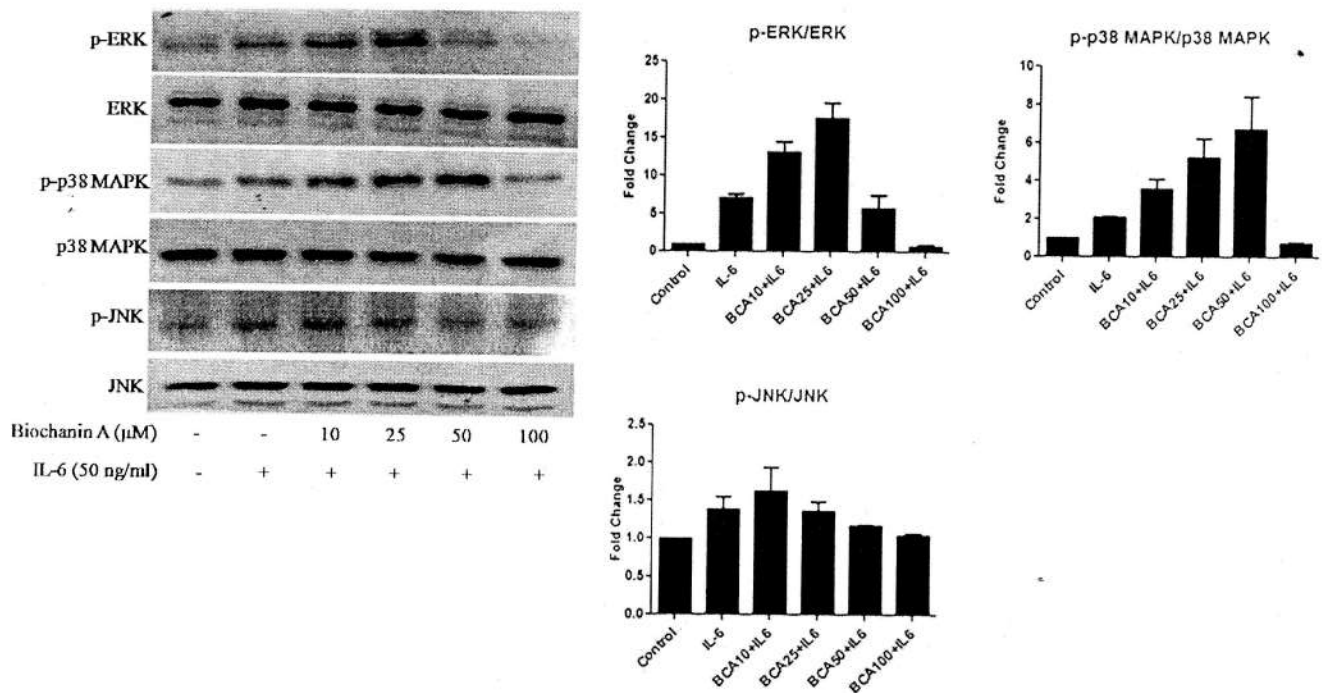 p-ERK
ERK
p-p38 MAPK
p38 MAPK
p-JNK
JNK
Biochanin A (µM) - - 10 25 50 100
IL-6 (50 ng/ml) - + + + + +
p-ERK/ERK
Fold Change
25
20
15
10
5
0
Control
IL-6
BCA10+IL6
BCA25+IL6
BCA50+IL6
BCA100+IL6
p-p38 MAPK/p38 MAPK
Fold Change
10
8
6
4
2
0
Control
IL-6
BCA10+IL6
BCA25+IL6
BCA50+IL6
BCA100+IL6
p-JNK/JNK
Fold Change
2.5
2.0
1.5
1.0
0.5
0.0
Control
IL-6
BCA10+IL6
BCA25+IL6
BCA50+IL6
BCA100+IL6